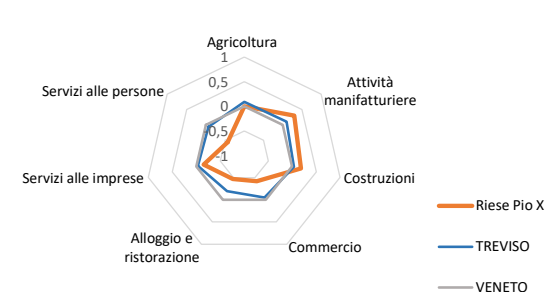 Agricoltura
1
0,5
0
-0,5
-1
Attività
manifatturiere
Costruzioni
Commercio
Alloggio e
ristorazione
Servizi alle imprese
Servizi alle persone
Riese Pio X
TREVISO
VENETO